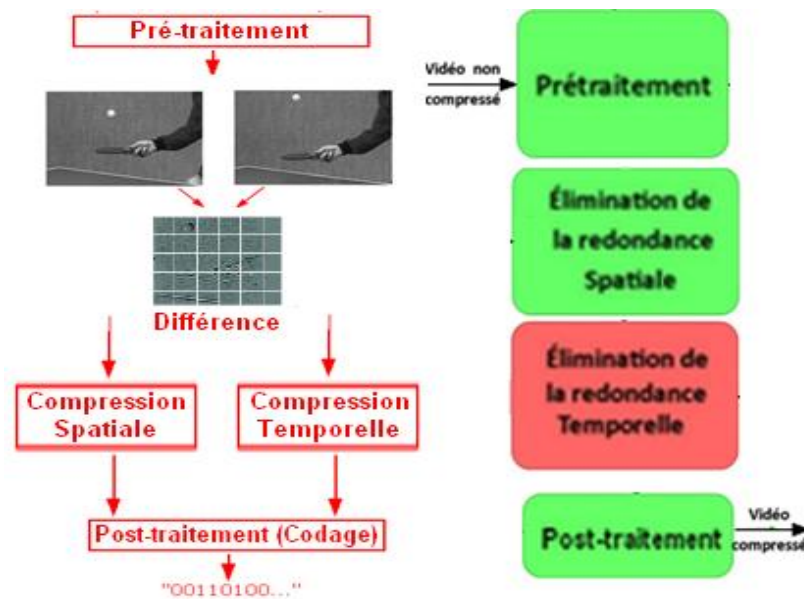 Pré-traitement
Différence
Compression
Spatiale
Compression
Temporelle
Post-traitement (Codage)
"00110100..."
Vidéo non
compressé
Prétraitement
Élimination de
la redondance
Spatiale
Élimination de
la redondance
Temporelle
Post-traitement
Vidéo
compressé